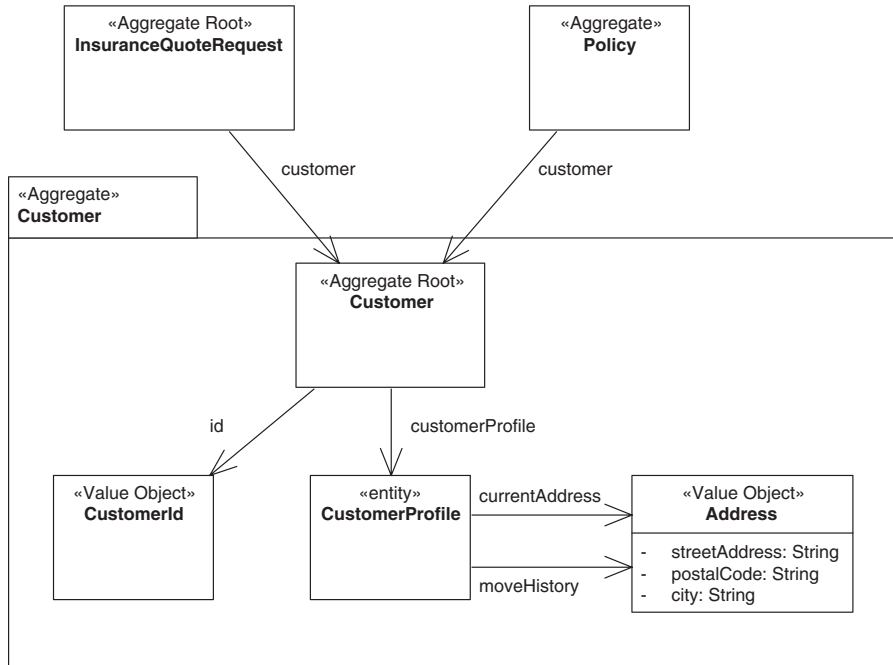 «Aggregate Root»
InsuranceQuoteRequest
«Aggregate»
Policy
customer
customer
«Aggregate»
Customer
«Aggregate Root»
Customer
id
customerProfile
«Value Object»
CustomerId
«entity»
CustomerProfile
currentAddress
moveHistory
«Value Object»
Address
- streetAddress: String
- postalCode: String
- city: String